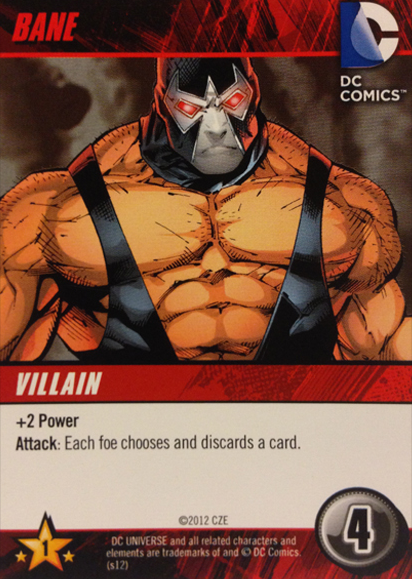 BANE
DC
COMICS™
VILLAIN
+2 Power
Attack: Each foe chooses and discards a card.
©2012 CZE
1
4
DC UNIVERSE and all related characters and
elements are trademarks of and © DC Comics.
(s12)